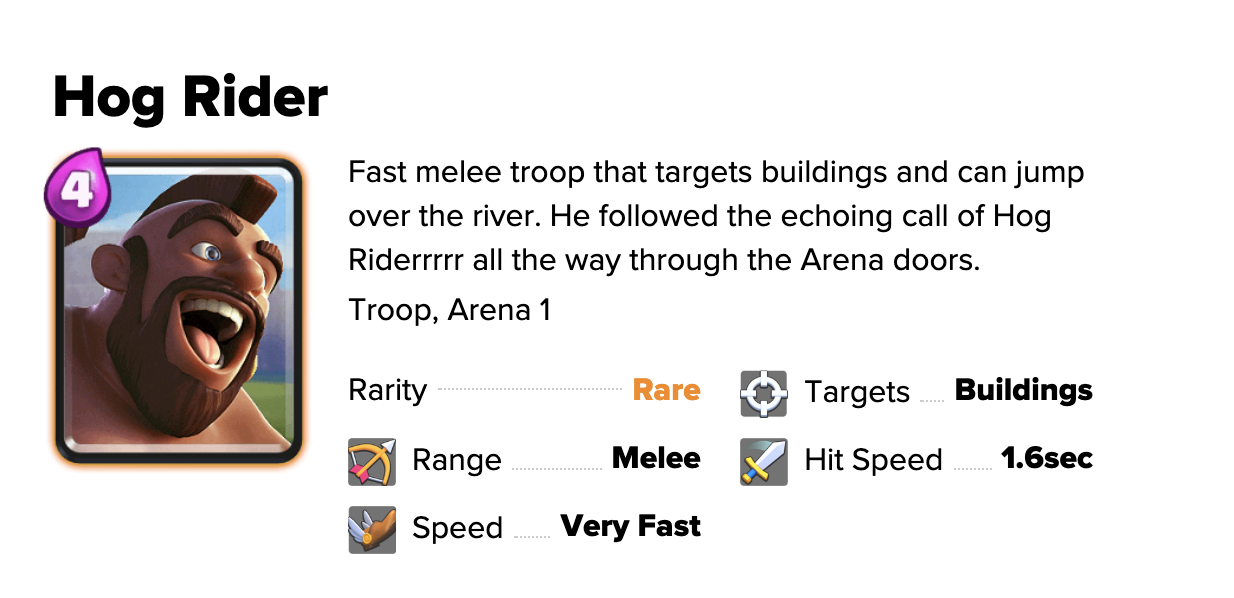 Hog Rider
4
Fast melee troop that targets buildings and can jump
over the river. He followed the echoing call of Hog
Riderrrrr all the way through the Arena doors.
Troop, Arena 1
Rarity Rare
Targets Buildings
Range Melee
Hit Speed 1.6sec
Speed Very Fast